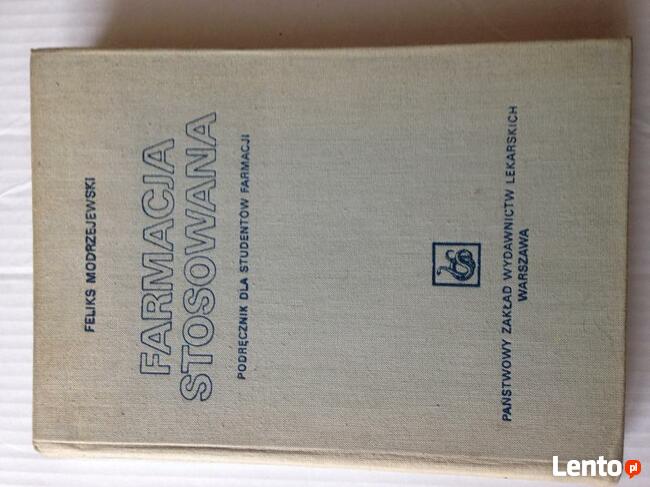 FELIKS MODRZEJEWSKI
FARMACJA
STOSOWANA
PODRĘCZNIK DLA STUDENTÓW FARMACJI
PAŃSTWOWY ZAKŁAD WYDAWNICTW LEKARSKICH
WARSZAWA
Lento.pl